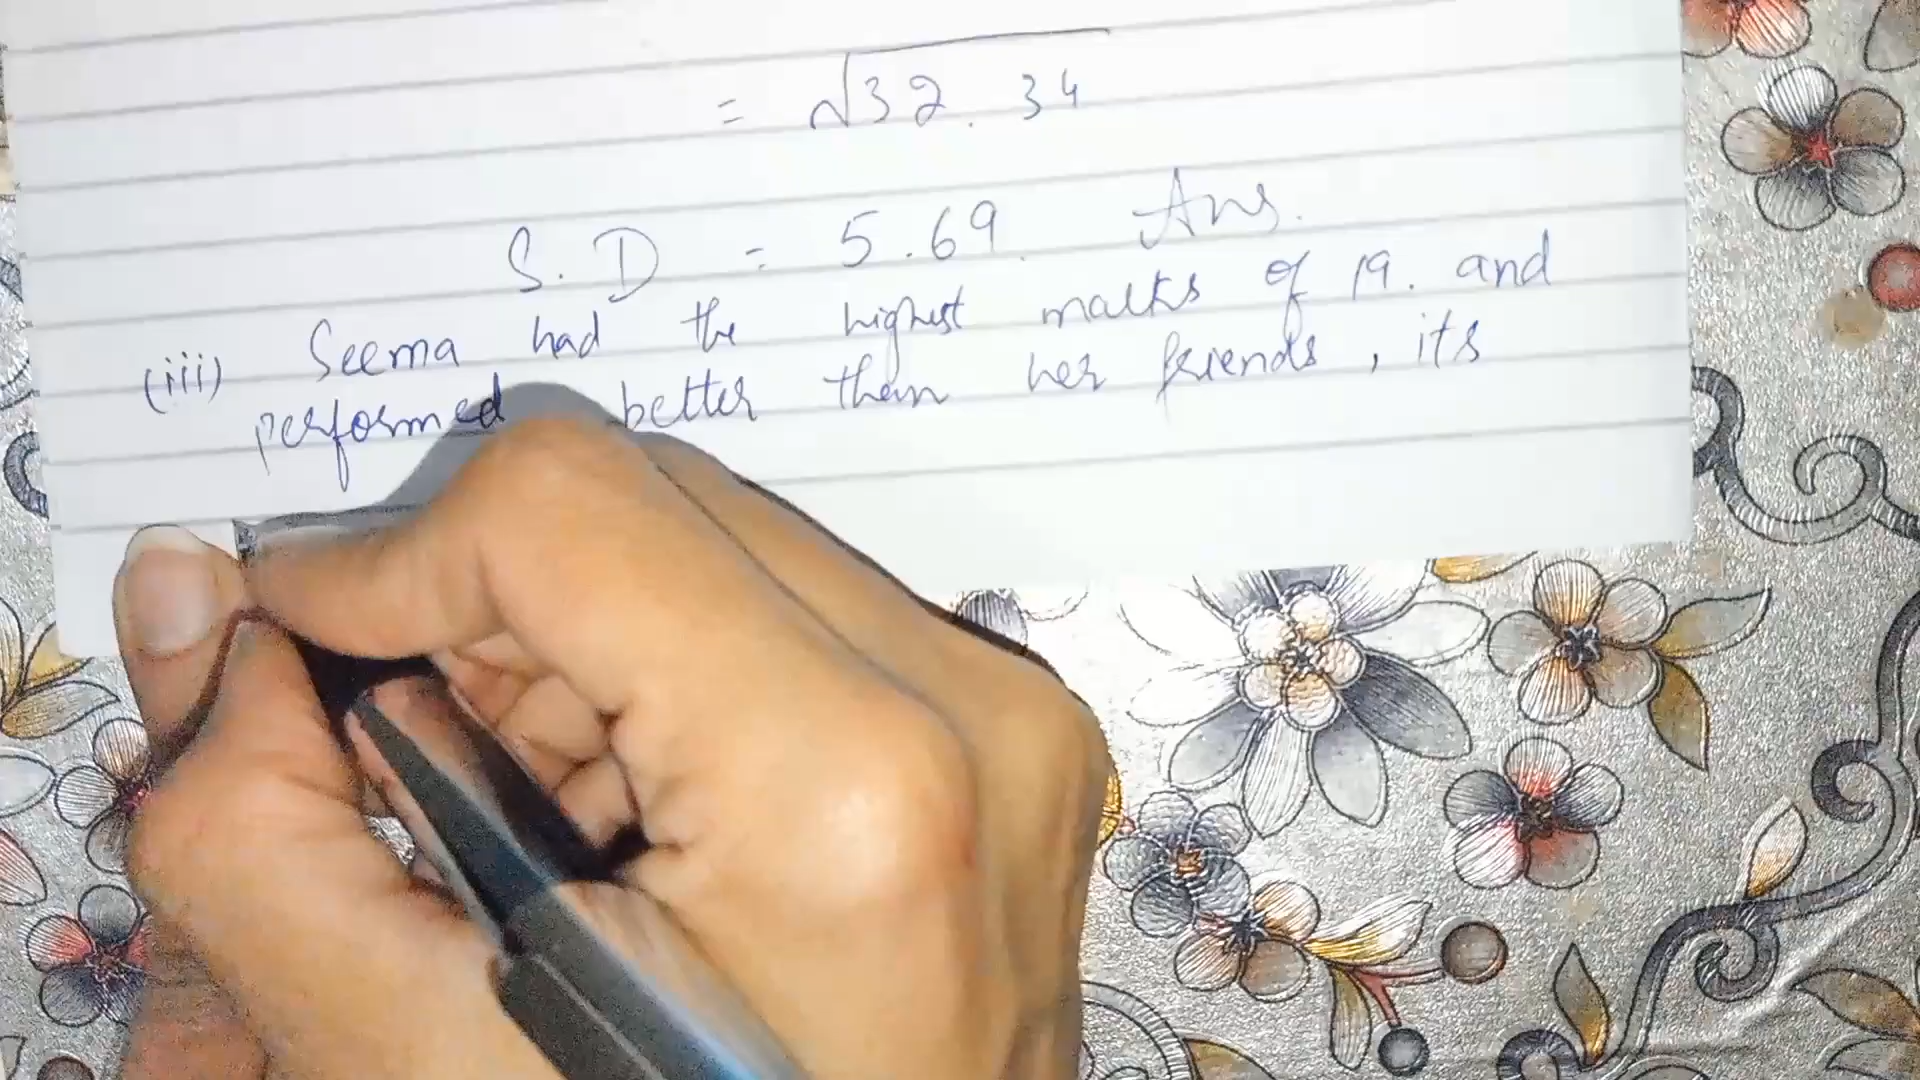 = √32.34
S.D = 5.69 Ans.
(iii) Seema had the highest marks of 19. and
performed better then her friends, its